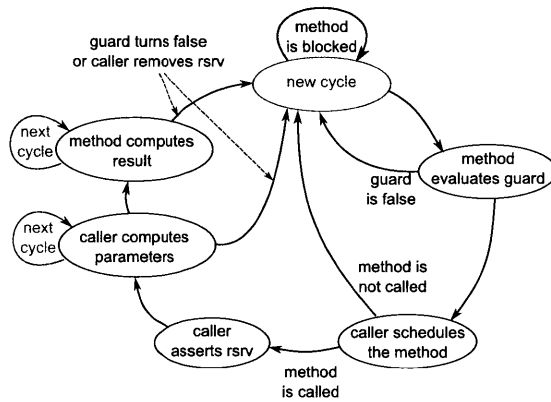 guard turns false
or caller removes rsrv
method
is blocked
new cycle
next
cycle
method computes
result
method
evaluates guard
guard
is false
next
cycle
caller computes
parameters
method is
not called
caller
asserts rsrv
caller schedules
the method
method
is called